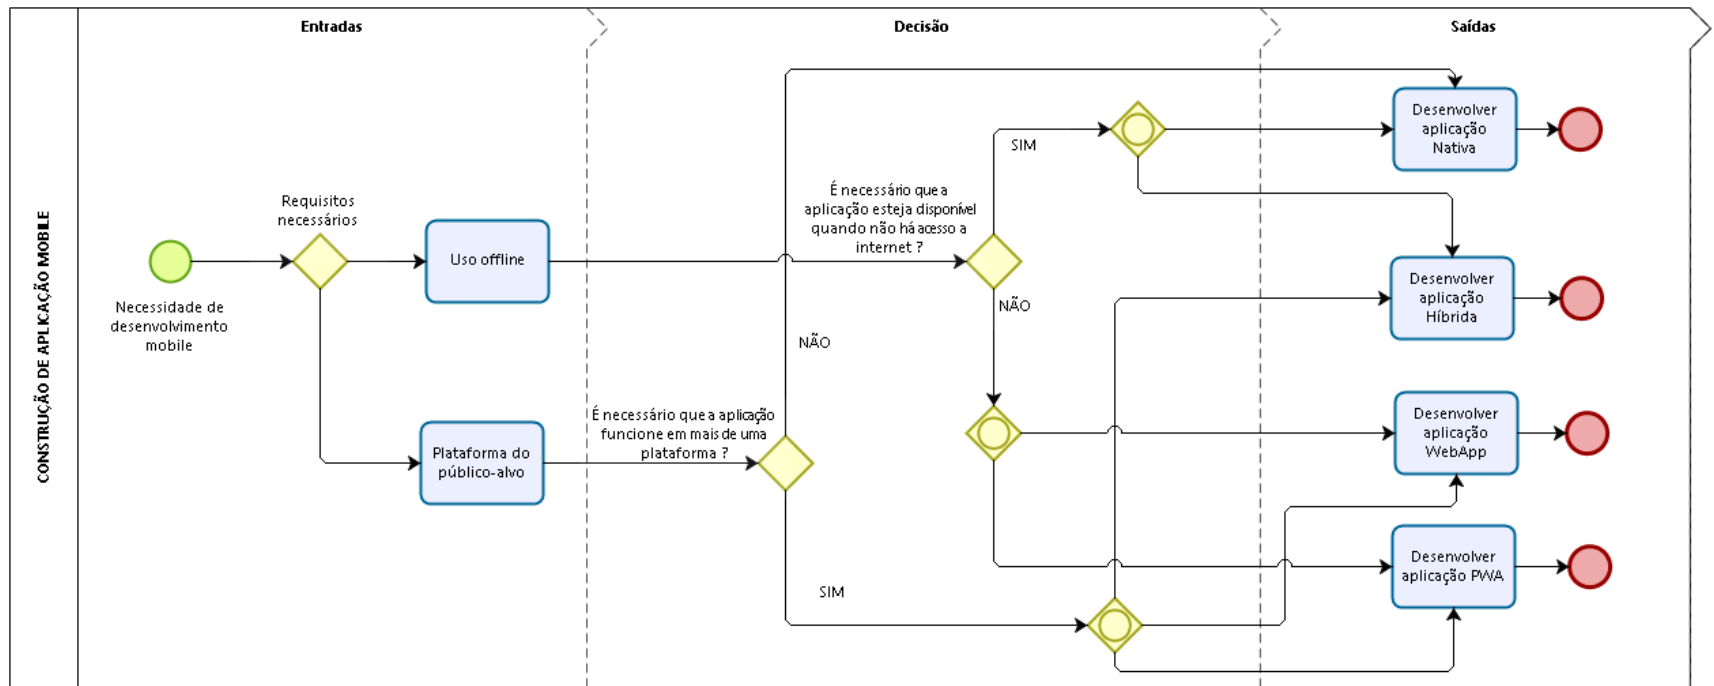 Entradas
Decisão
Saídas
CONSTRUÇÃO DE APLICAÇÃO MOBILE
Necessidade de
desenvolvimento
mobile
Requisitos
necessários
Uso offline
Plataforma do
público-alvo
É necessário que a
aplicação esteja disponível
quando não há acesso a
internet ?
SIM
NÃO
É necessário que a aplicação
funcione em mais de uma
plataforma ?
NÃO
SIM
Desenvolver
aplicação
Nativa
Desenvolver
aplicação
Híbrida
Desenvolver
aplicação
WebApp
Desenvolver
aplicação PWA